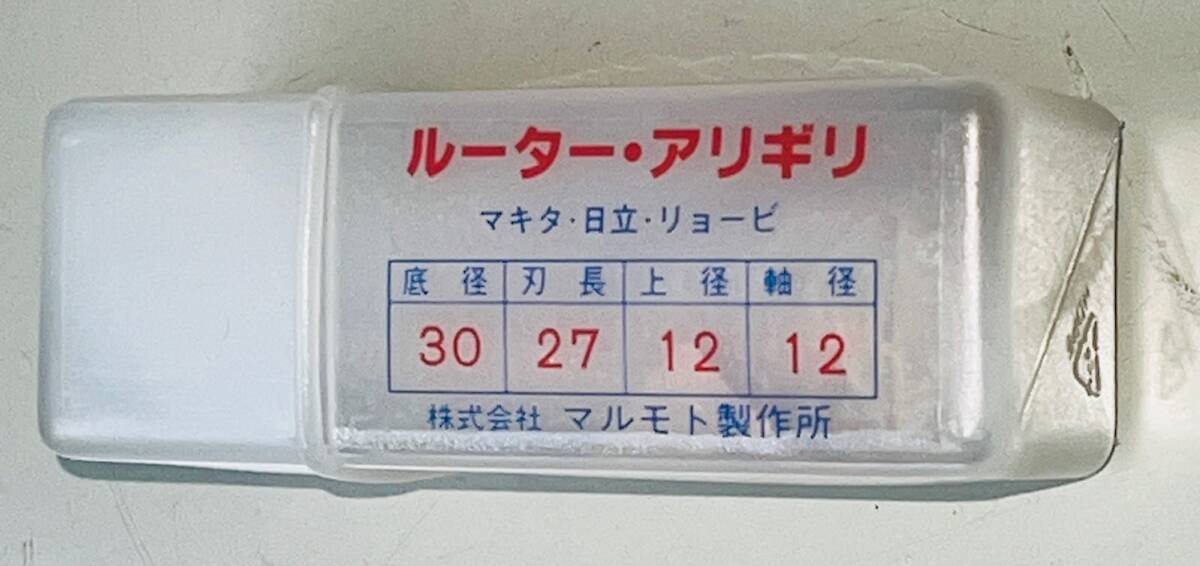 ルーター・アリギリ
マキタ・日立・リョービ
底径 刃長 上径 軸径
30 27 12 12
株式会社 マルモト製作所